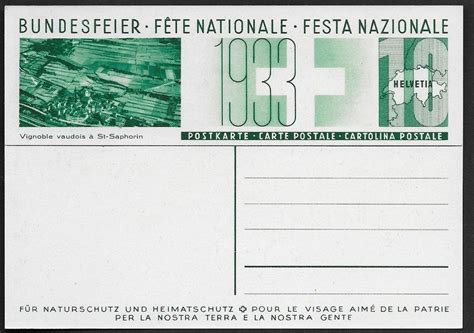 BUNDESFEIER · FÊTE NATIONALE · FESTA NAZIONALE
1933
10
HELVETIA
Vignoble vaudois à St-Saphorin
POSTKARTE · CARTE POSTALE · CARTOLINA POSTALE
FÜR NATURSCHUTZ UND HEIMATSCHUTZ ✚ POUR LE VISAGE AIMÉ DE LA PATRIE
PER LA NOSTRA TERRA E LA NOSTRA GENTE